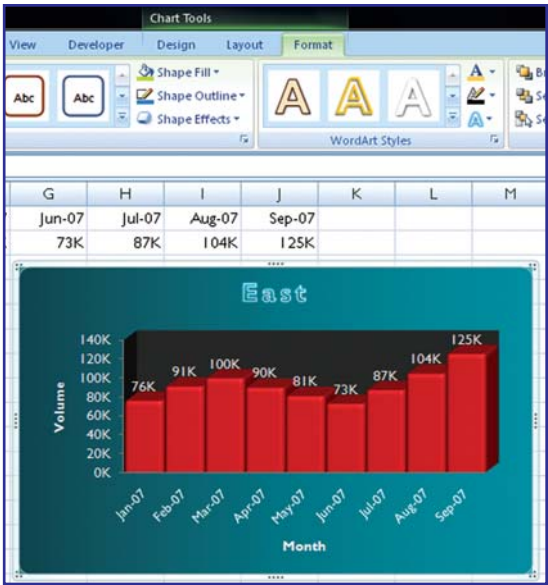 Chart Tools
View Developer Design Layout Format
Abc Abc Shape Fill
Shape Outline
Shape Effects
A A A A
A
WordArt Styles
G H I J K L M
Jun-07 Jul-07 Aug-07 Sep-07
73K 87K 104K 125K
East
140K
120K
100K
80K
60K
40K
20K
0K
Volume
76K 91K 100K 90K 81K 73K 87K 104K 125K
Jan-07 Feb-07 Mar-07 Apr-07 May-07 Jun-07 Jul-07 Aug-07 Sep-07
Month